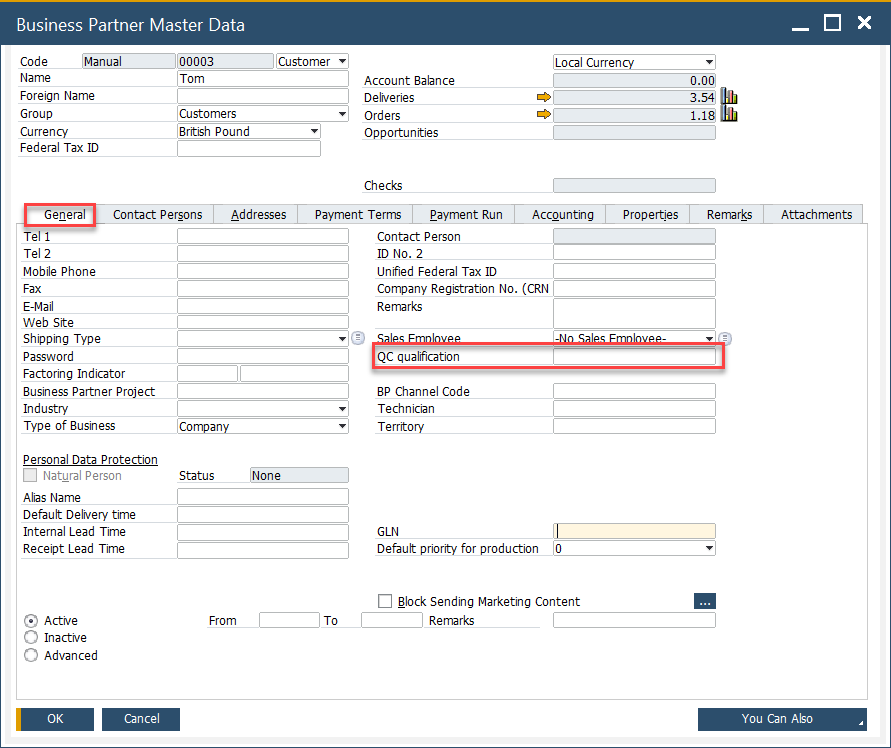 Business Partner Master Data
Code Manual 00003 Customer Local Currency
Name Tom Account Balance 0.00
Foreign Name Deliveries 3.54
Group Customers Orders 1.18
Currency British Pound Opportunities
Federal Tax ID
Checks
General Contact Persons Addresses Payment Terms Payment Run Accounting Properties Remarks Attachments
Tel 1 Contact Person
Tel 2 ID No. 2
Mobile Phone Unified Federal Tax ID
Fax Company Registration No. (CRN
E-Mail Remarks
Web Site
Shipping Type Sales Employee -No Sales Employee-
Password QC qualification
Factoring Indicator
Business Partner Project BP Channel Code
Industry Technician
Type of Business Company Territory
Personal Data Protection
Natural Person Status None
Alias Name
Default Delivery time
Internal Lead Time GLN
Receipt Lead Time Default priority for production 0
Block Sending Marketing Content ...
Active From To Remarks
Inactive
Advanced
OK Cancel You Can Also